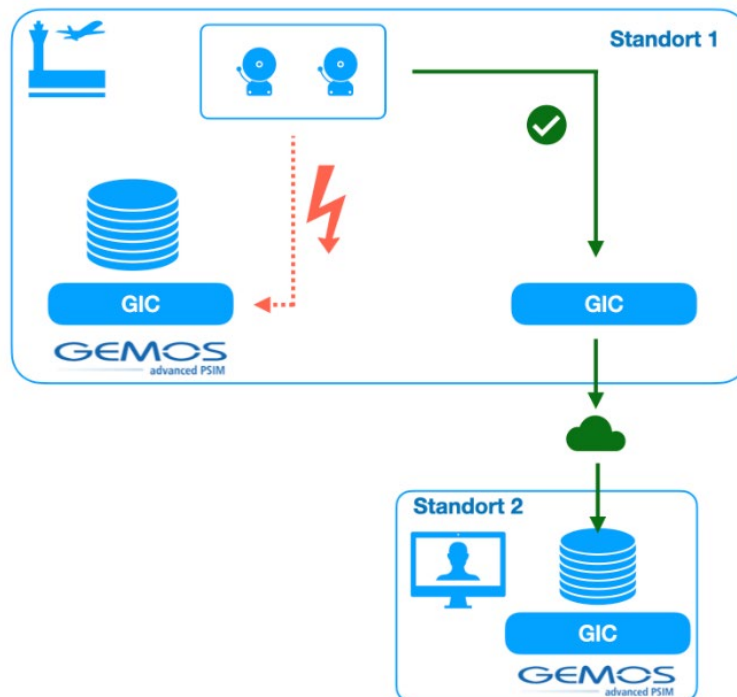 Standort 1
GIC
GIC
GEMOS
advanced PSIM
Standort 2
GIC
GEMOS
advanced PSIM